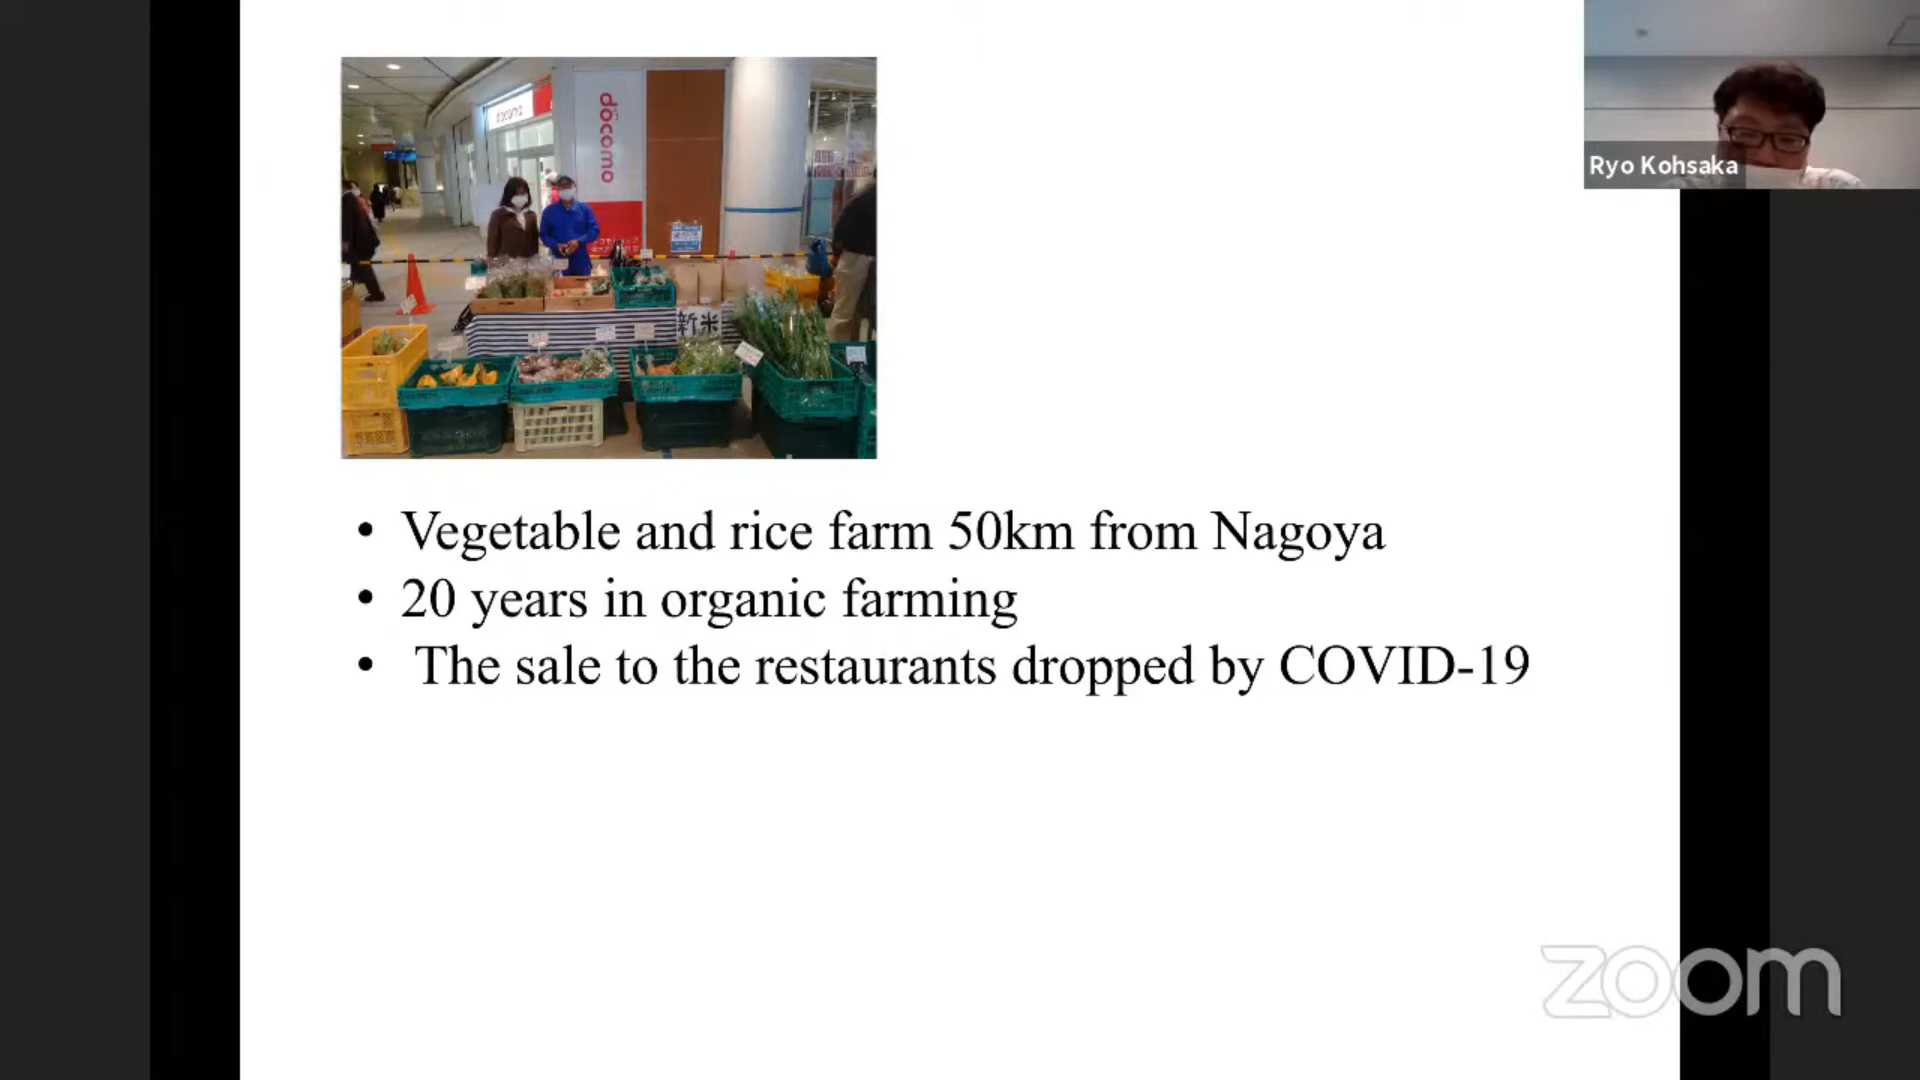 docomo
döcomo
新米
Ryo Kohsaka
• Vegetable and rice farm 50km from Nagoya
• 20 years in organic farming
• The sale to the restaurants dropped by COVID-19
zoom